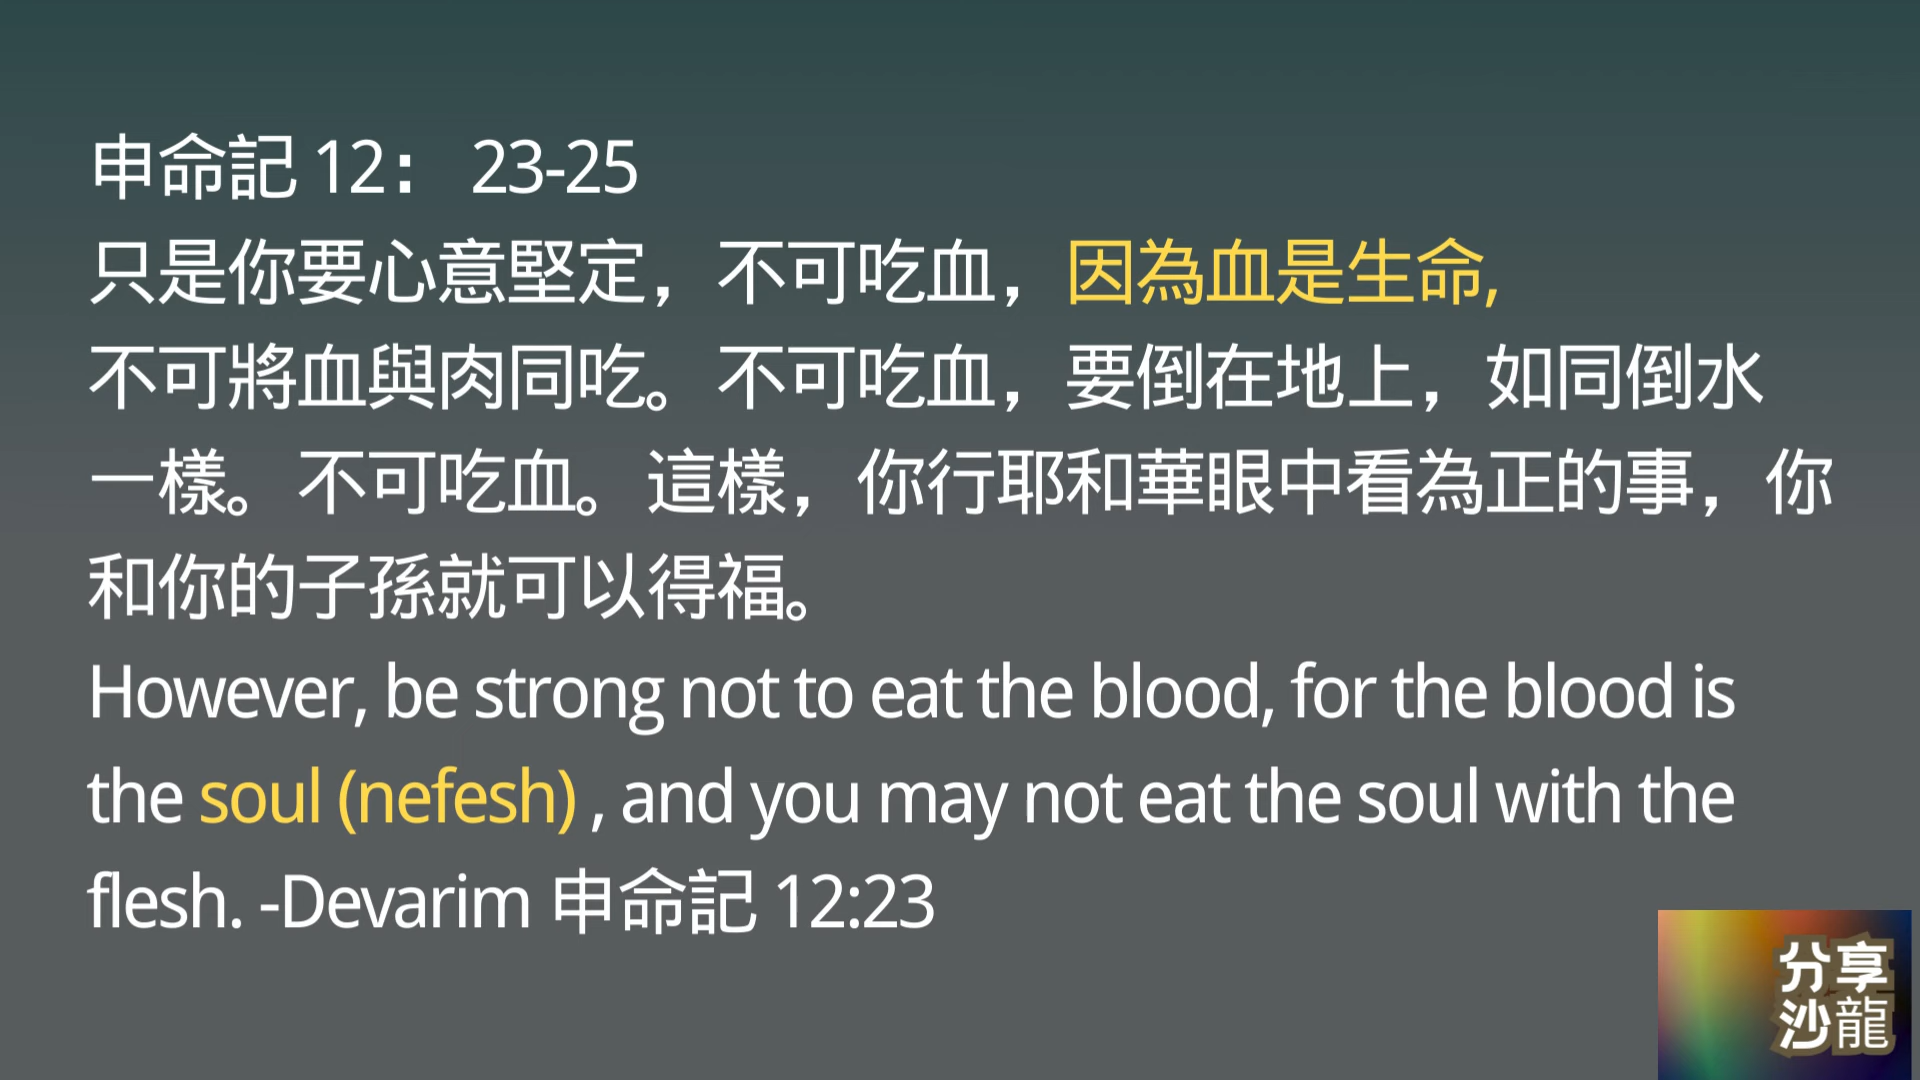 申命記 12： 23-25
只是你要心意堅定，不可吃血，因為血是生命,
不可將血與肉同吃。不可吃血，要倒在地上，如同倒水
一樣。不可吃血。這樣，你行耶和華眼中看為正的事，你
和你的子孫就可以得福。
However, be strong not to eat the blood, for the blood is
the soul (nefesh) , and you may not eat the soul with the
flesh. -Devarim 申命記 12:23
分享
沙龍